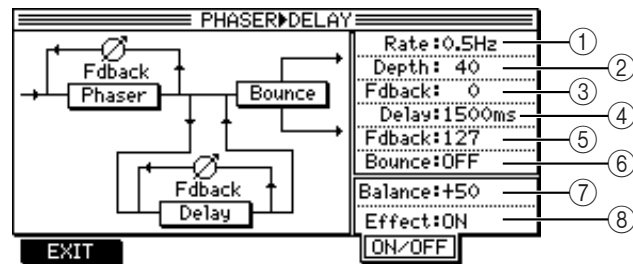 PHASER▶DELAY
Fdback
Phaser
Bounce
Fdback
Delay
Rate:0.5Hz
Depth: 40
Fdback: 0
Delay:1500ms
Fdback:127
Bounce:OFF
Balance:+50
Effect:ON
EXIT
ON/OFF
①
②
③
④
⑤
⑥
⑦
⑧